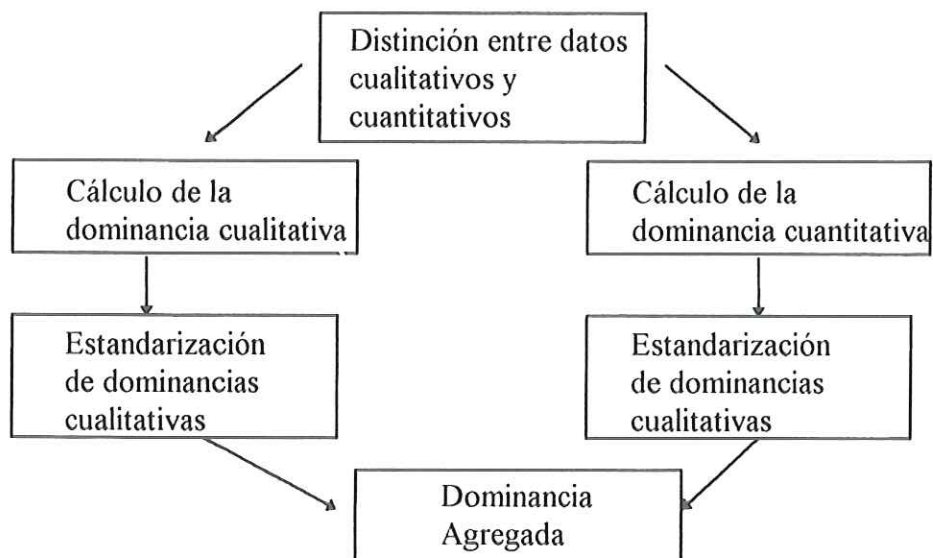 Distinción entre datos
cualitativos y
cuantitativos
Cálculo de la
dominancia cualitativa
Cálculo de la
dominancia cuantitativa
Estandarización
de dominancias
cualitativas
Estandarización
de dominancias
cualitativas
Dominancia
Agregada